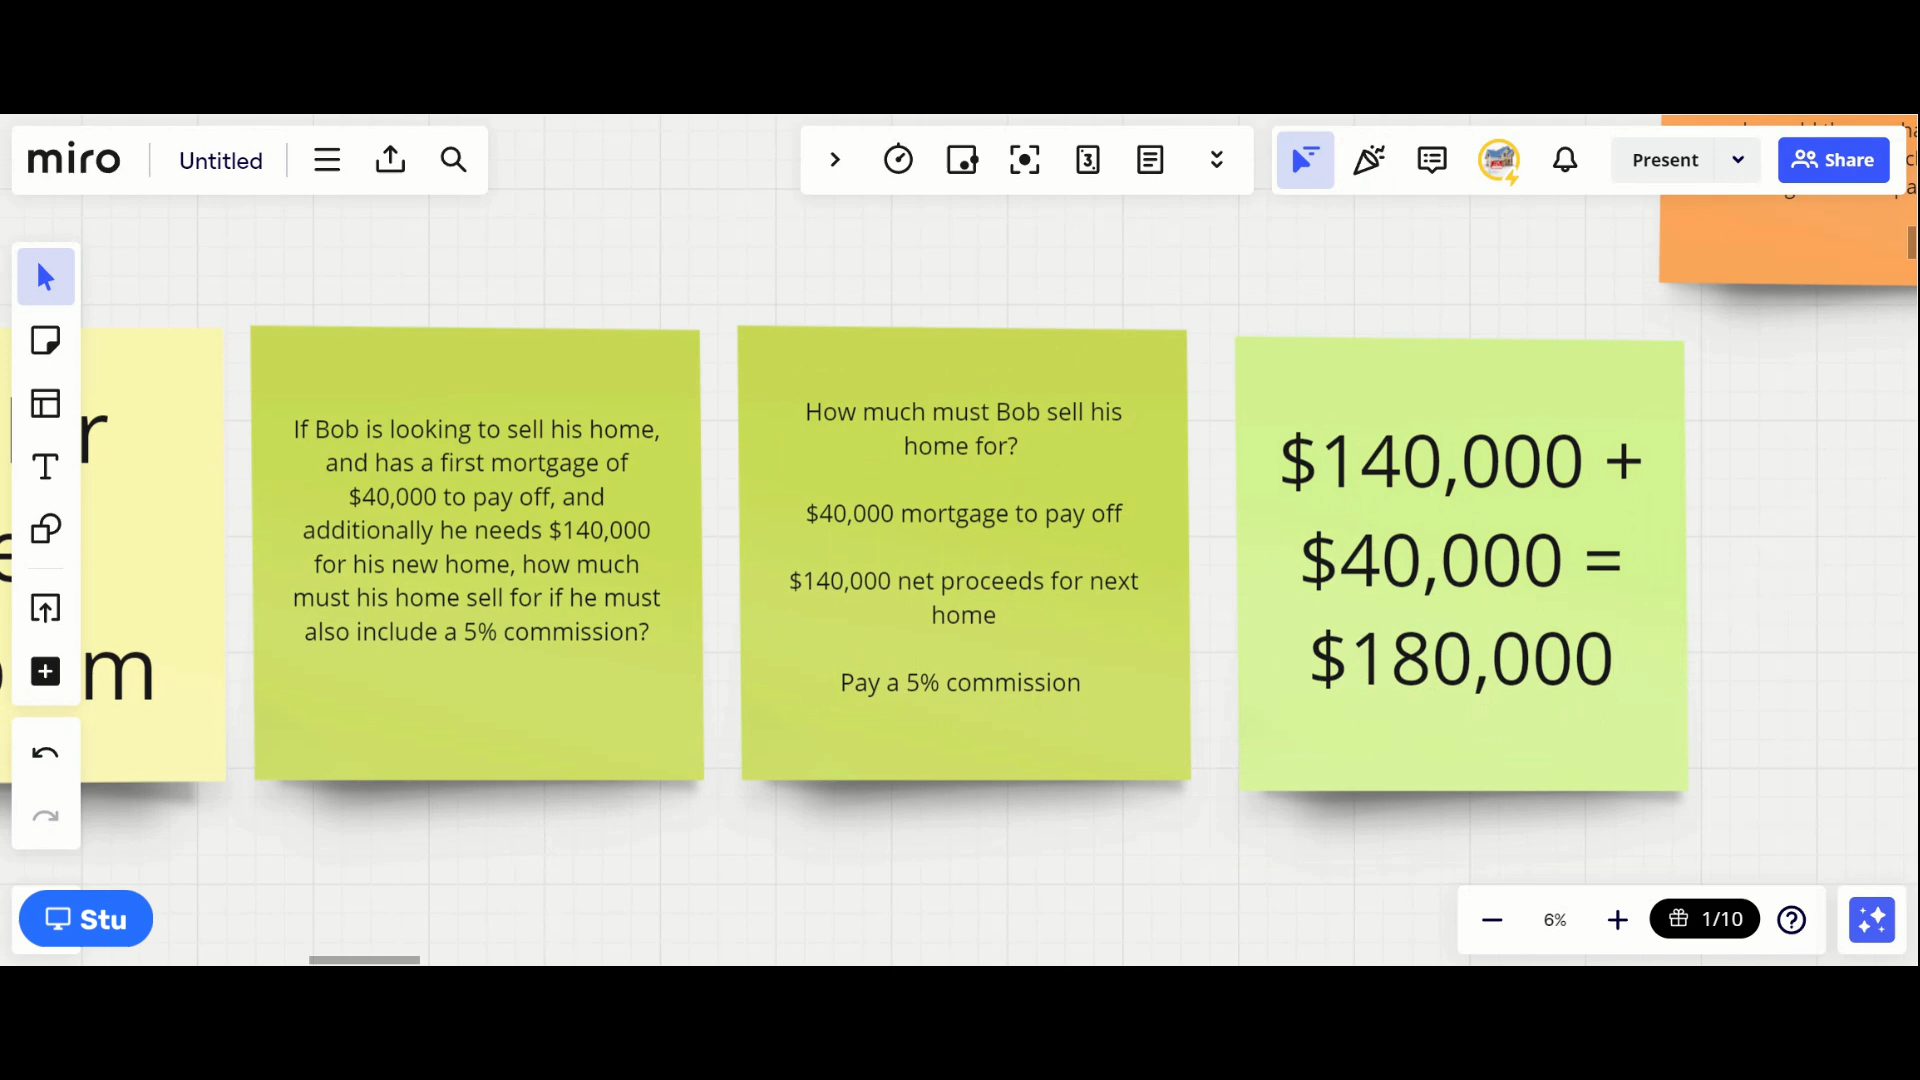 miro
Untitled
3
Present
Share
r
m
If Bob is looking to sell his home,
and has a first mortgage of
$40,000 to pay off, and
additionally he needs $140,000
for his new home, how much
must his home sell for if he must
also include a 5% commission?
How much must Bob sell his
home for?
$40,000 mortgage to pay off
$140,000 net proceeds for next
home
Pay a 5% commission
$140,000 +
$40,000 =
$180,000
Stu
6%
1/10